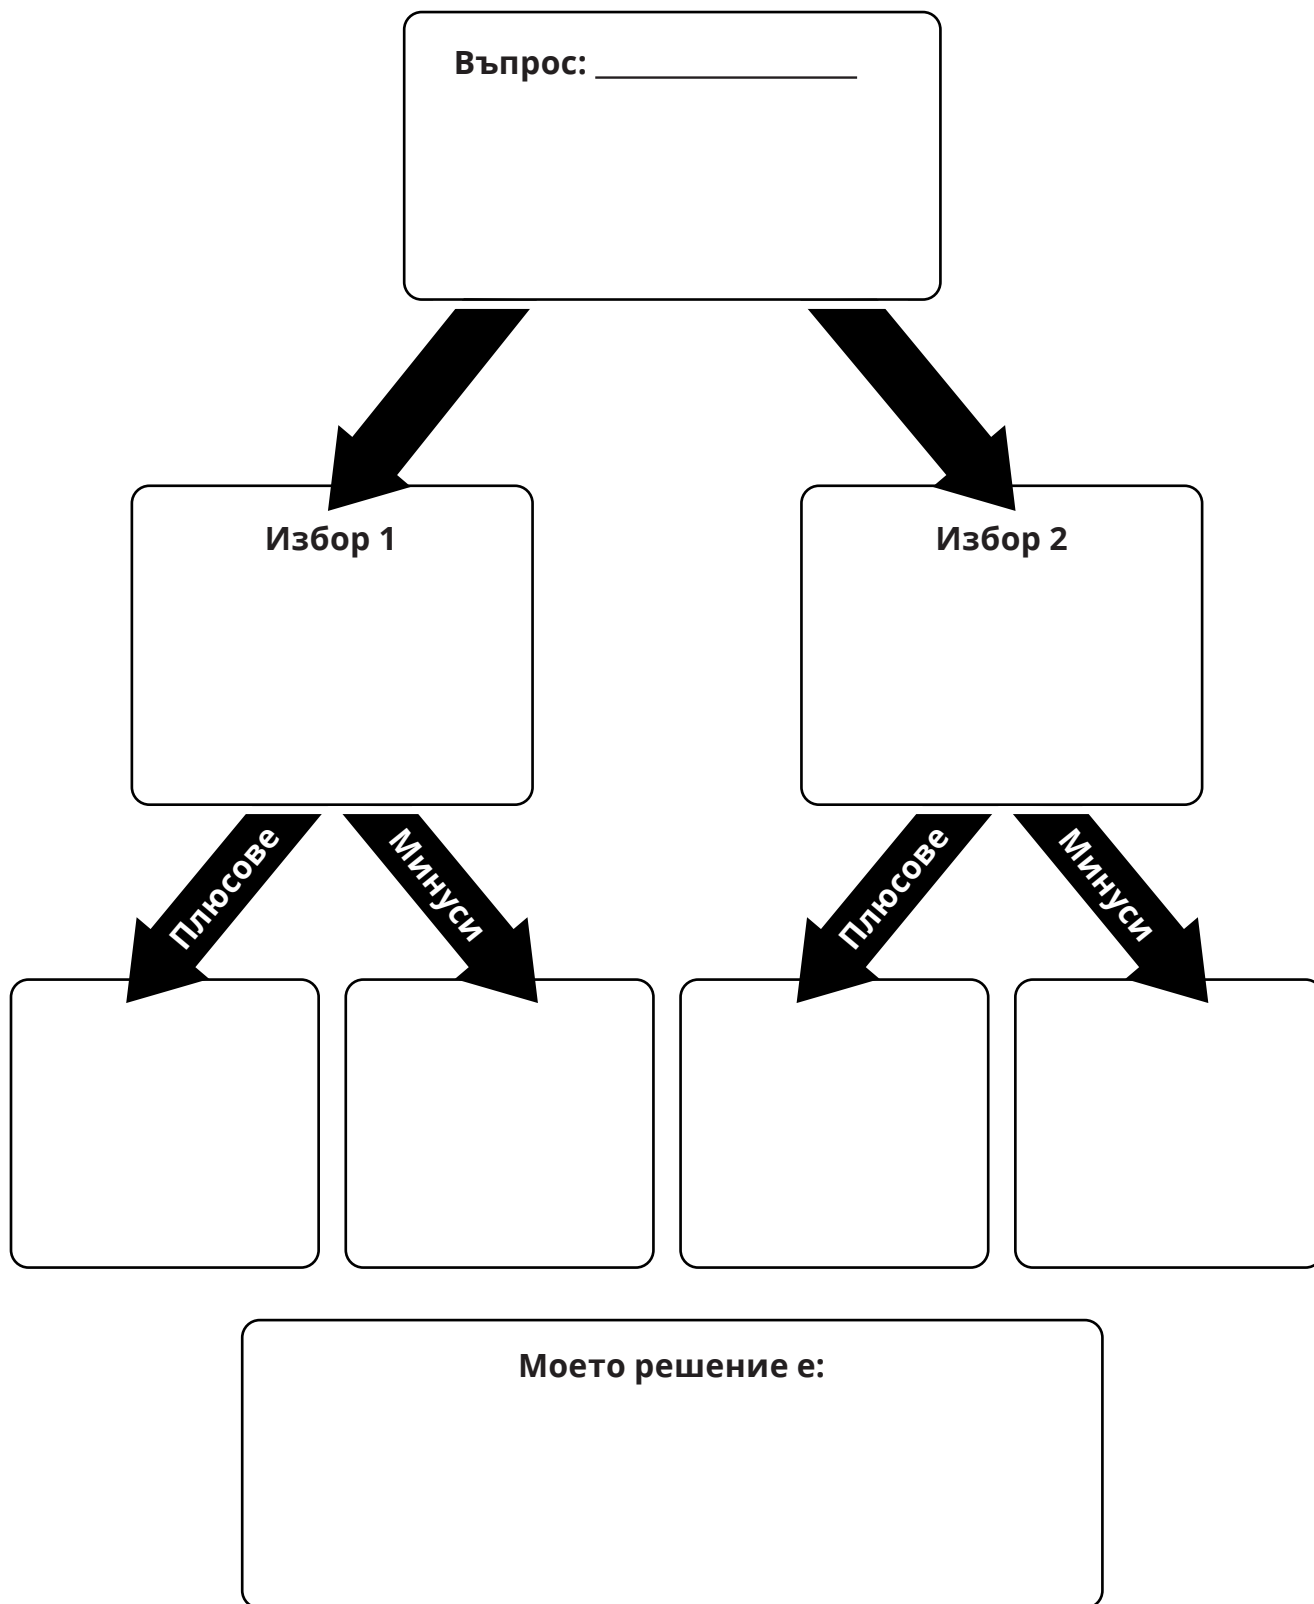 Въпрос: ___________________
Избор 1
Избор 2
Плюсове
Минуси
Плюсове
Минуси
Моето решение е: